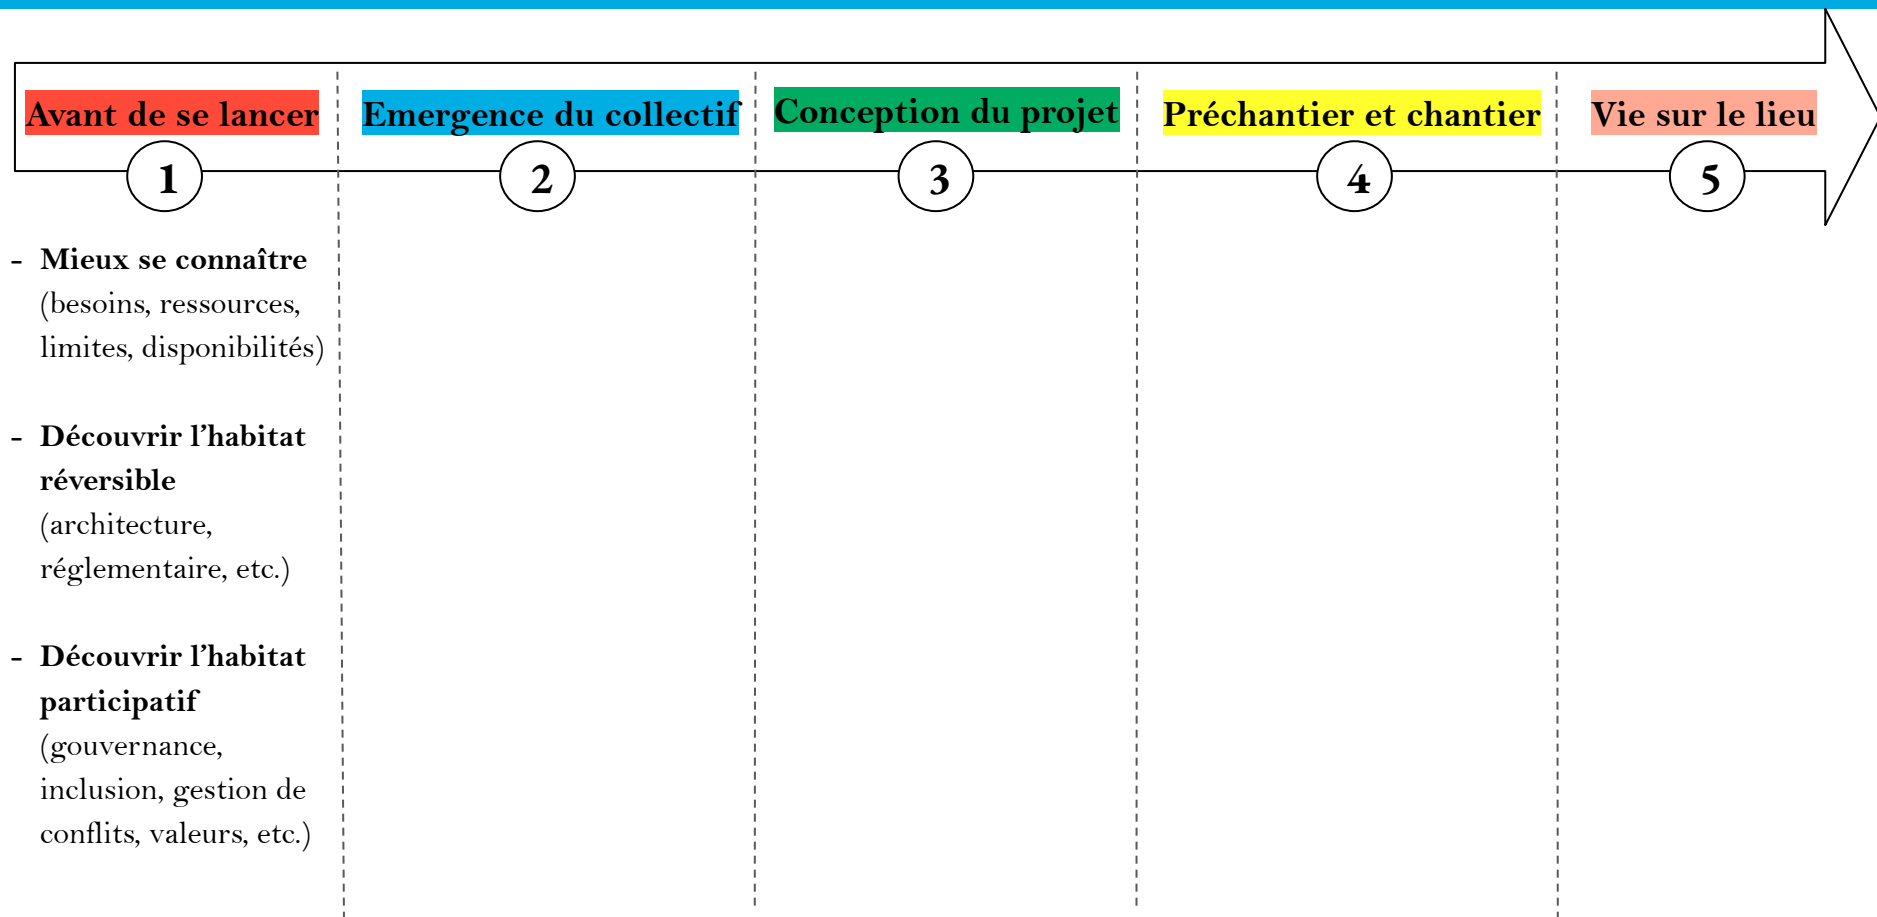 Avant de se lancer
Emergence du collectif
Conception du projet
Préchantier et chantier
Vie sur le lieu
1
2
3
4
5
- Mieux se connaître
(besoins, ressources,
limites, disponibilités)
- Découvrir l’habitat
réversible
(architecture,
réglementaire, etc.)
- Découvrir l’habitat
participatif
(gouvernance,
inclusion, gestion de
conflits, valeurs, etc.)